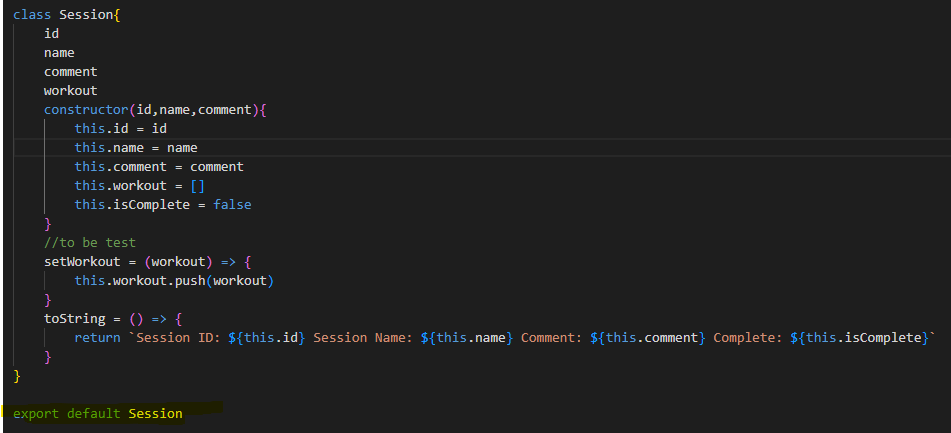 class Session{
    id
    name
    comment
    workout
    constructor(id,name,comment){
        this.id = id
        this.name = name
        this.comment = comment
        this.workout = []
        this.isComplete = false
    }
    //to be test
    setWorkout = (workout) => {
        this.workout.push(workout)
    }
    toString = () => {
        return `Session ID: ${this.id} Session Name: ${this.name} Comment: ${this.comment} Complete: ${this.isComplete}`
    }
}
export default Session